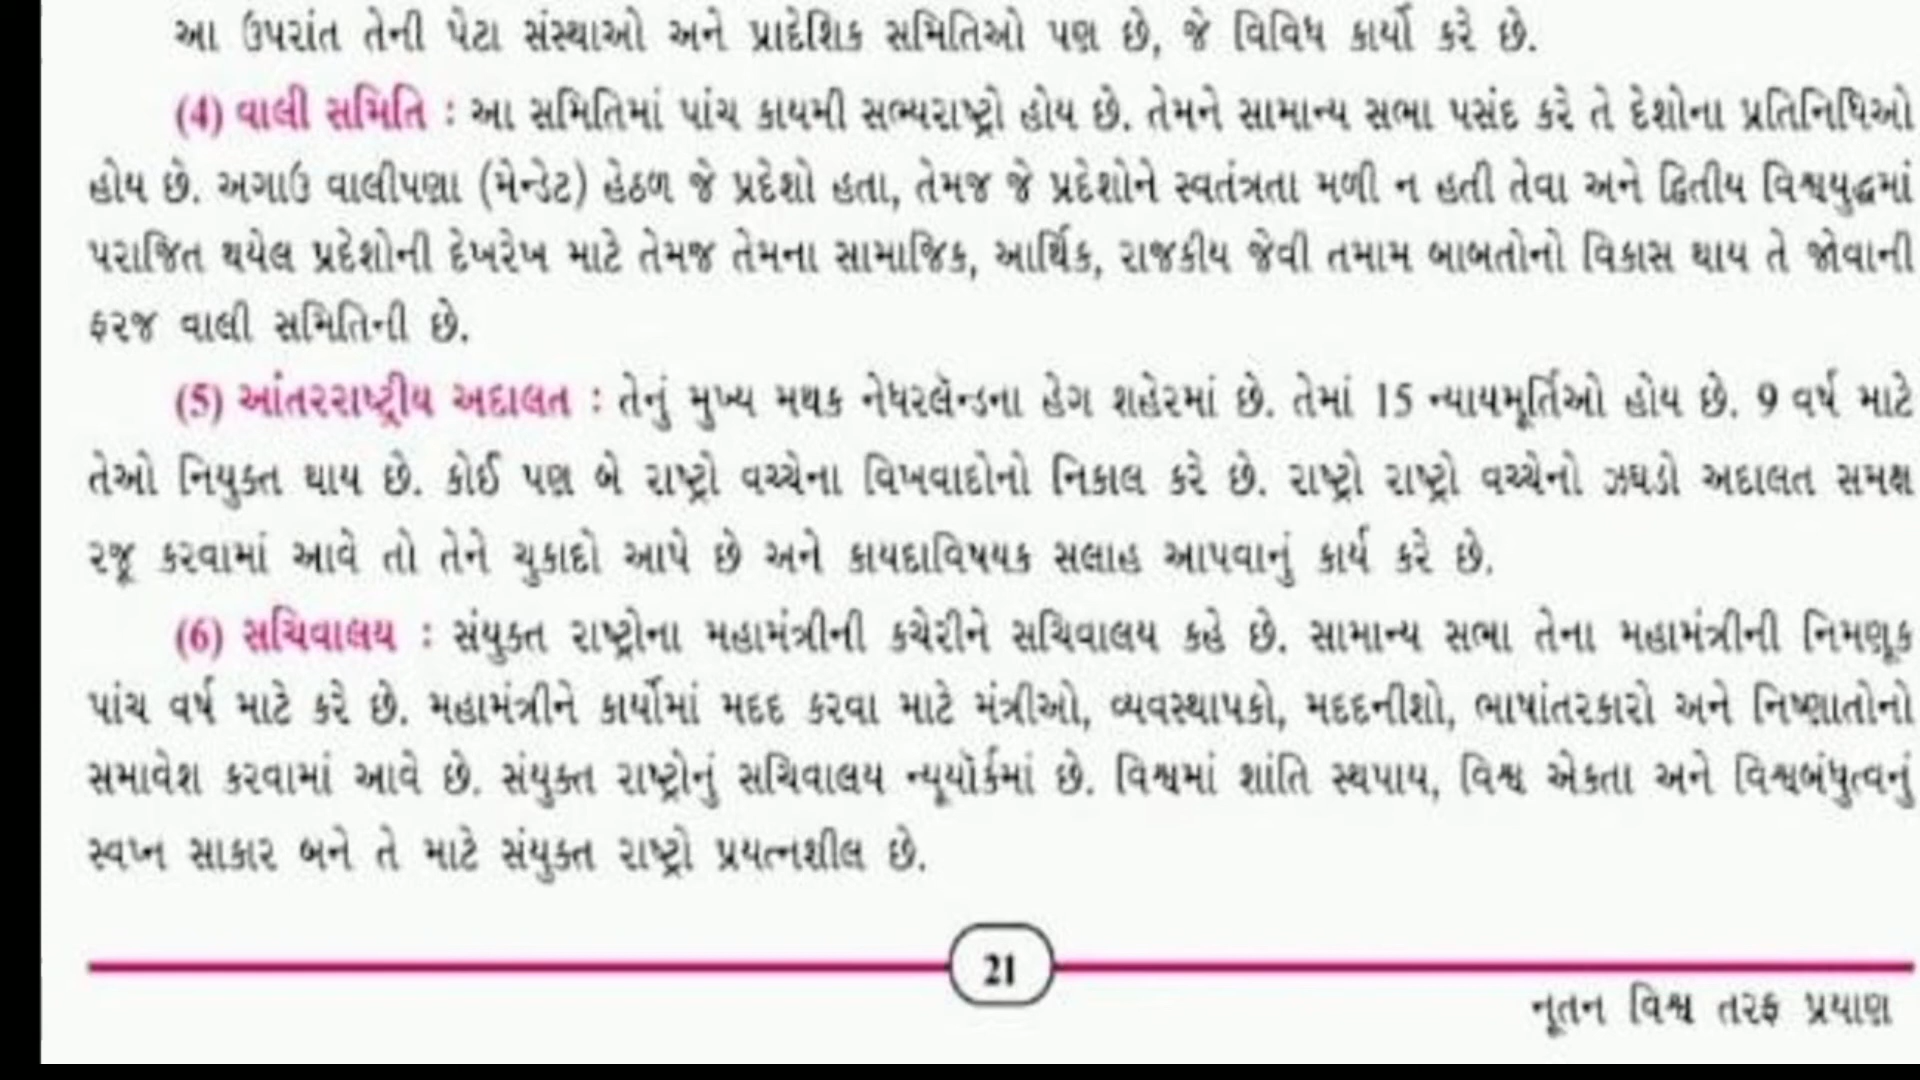 આ ઉપરાંત તેની પેટા સંસ્થાઓ અને પ્રાદેશિક સમિતિઓ પણ છે, જે વિવિધ કાર્યો કરે છે.
(4) વાલી સમિતિ : આ સમિતિમાં પાંચ કાયમી સભ્યરાષ્ટ્રો હોય છે. તેમને સામાન્ય સભા પસંદ કરે તે દેશોના પ્રતિનિધિઓ
હોય છે. અગાઉ વાલીપણા (મેન્ડેટ) હેઠળ જે પ્રદેશો હતા, તેમજ જે પ્રદેશોને સ્વતંત્રતા મળી ન હતી તેવા અને દ્વિતીય વિશ્વયુદ્ધમાં
પરાજિત થયેલ પ્રદેશોની દેખરેખ માટે તેમજ તેમના સામાજિક, આર્થિક, રાજકીય જેવી તમામ બાબતોનો વિકાસ થાય તે જોવાની
ફરજ વાલી સમિતિની છે.
(5) આંતરરાષ્ટ્રીય અદાલત : તેનું મુખ્ય મથક નેધરલૅન્ડના હેગ શહેરમાં છે. તેમાં 15 ન્યાયમૂર્તિઓ હોય છે. 9 વર્ષ માટે
તેઓ નિયુક્ત થાય છે. કોઈ પણ બે રાષ્ટ્રો વચ્ચેના વિખવાદોનો નિકાલ કરે છે. રાષ્ટ્રો રાષ્ટ્રો વચ્ચેનો ઝઘડો અદાલત સમક્ષ
રજૂ કરવામાં આવે તો તેને ચુકાદો આપે છે અને કાયદાવિષયક સલાહ આપવાનું કાર્ય કરે છે.
(6) સચિવાલય : સંયુક્ત રાષ્ટ્રોના મહામંત્રીની કચેરીને સચિવાલય કહે છે. સામાન્ય સભા તેના મહામંત્રીની નિમણૂક
પાંચ વર્ષ માટે કરે છે. મહામંત્રીને કાર્યોમાં મદદ કરવા માટે મંત્રીઓ, વ્યવસ્થાપકો, મદદનીશો, ભાષાંતરકારો અને નિષ્ણાતોનો
સમાવેશ કરવામાં આવે છે. સંયુક્ત રાષ્ટ્રોનું સચિવાલય ન્યૂયૉર્કમાં છે. વિશ્વમાં શાંતિ સ્થપાય, વિશ્વ એકતા અને વિશ્વબંધુત્વનું
સ્વપ્ન સાકાર બને તે માટે સંયુક્ત રાષ્ટ્રો પ્રયત્નશીલ છે.
21
નૂતન વિશ્વ તરફ પ્રયાણ